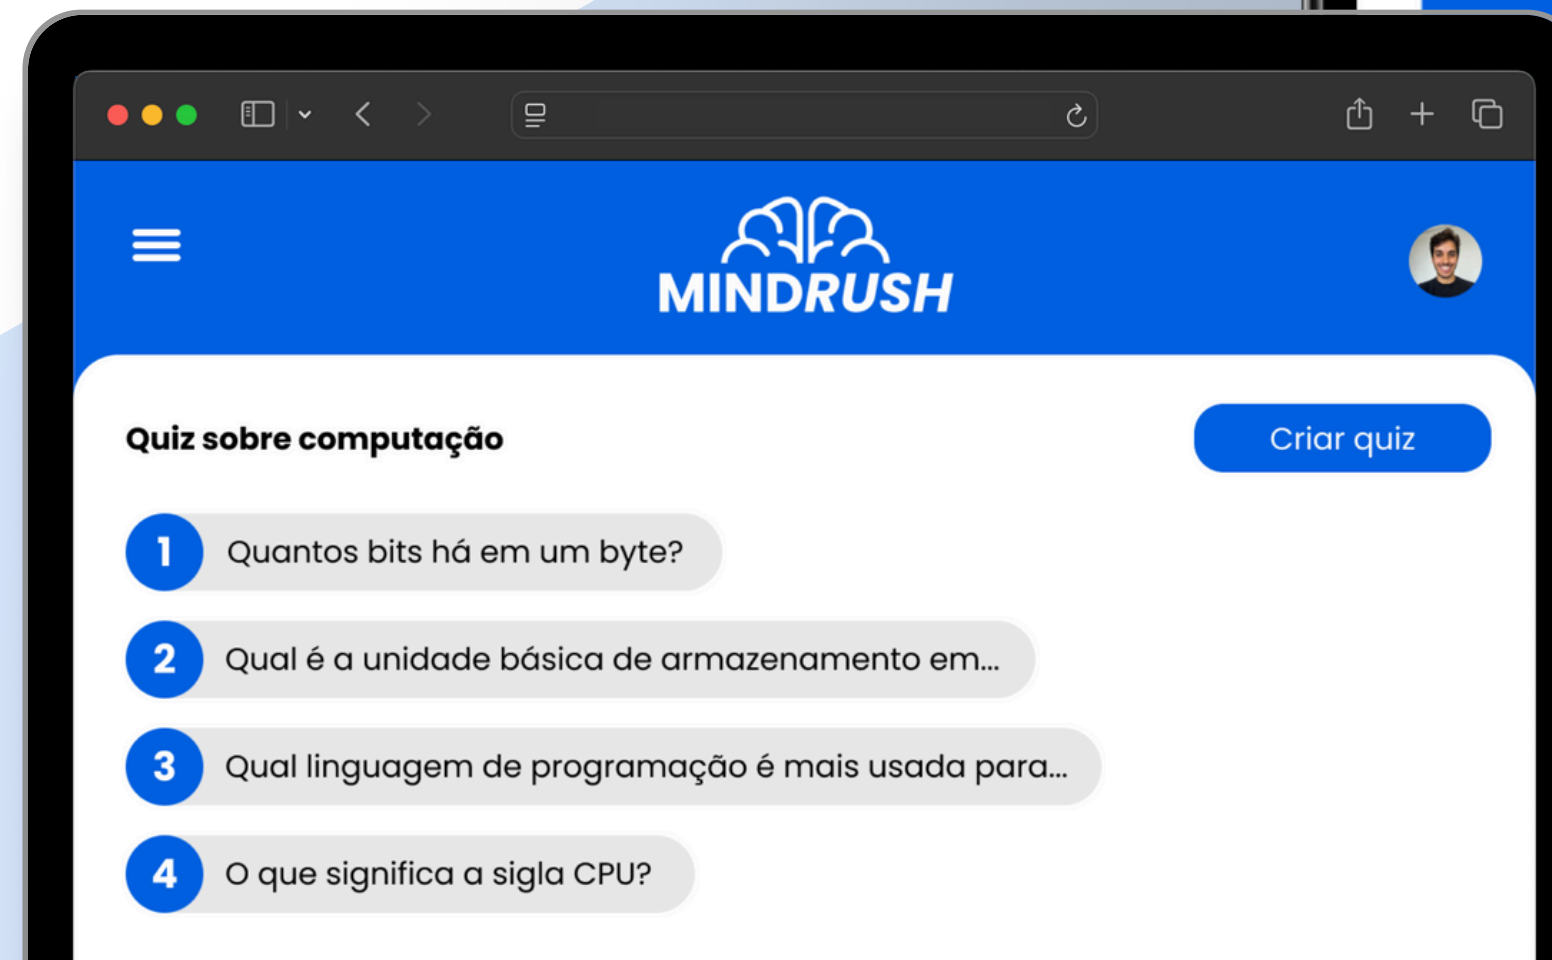 MINDRUSH
Quiz sobre computação
Criar quiz
1 Quantos bits há em um byte?
2 Qual é a unidade básica de armazenamento em...
3 Qual linguagem de programação é mais usada para...
4 O que significa a sigla CPU?